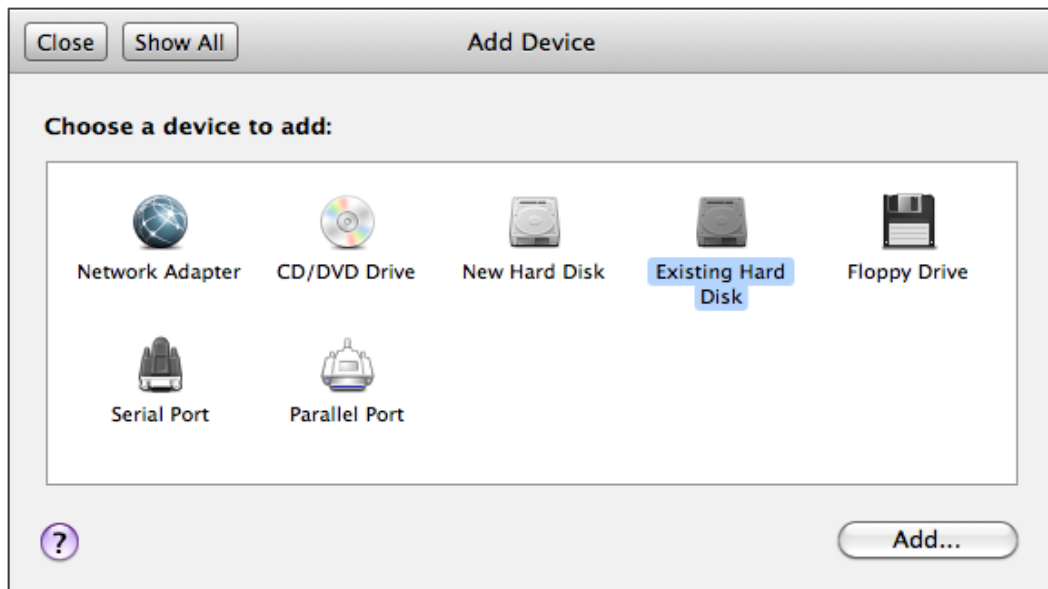 Close Show All Add Device
Choose a device to add:
Network Adapter CD/DVD Drive New Hard Disk Existing Hard Floppy Drive
Disk
Serial Port Parallel Port
? Add...